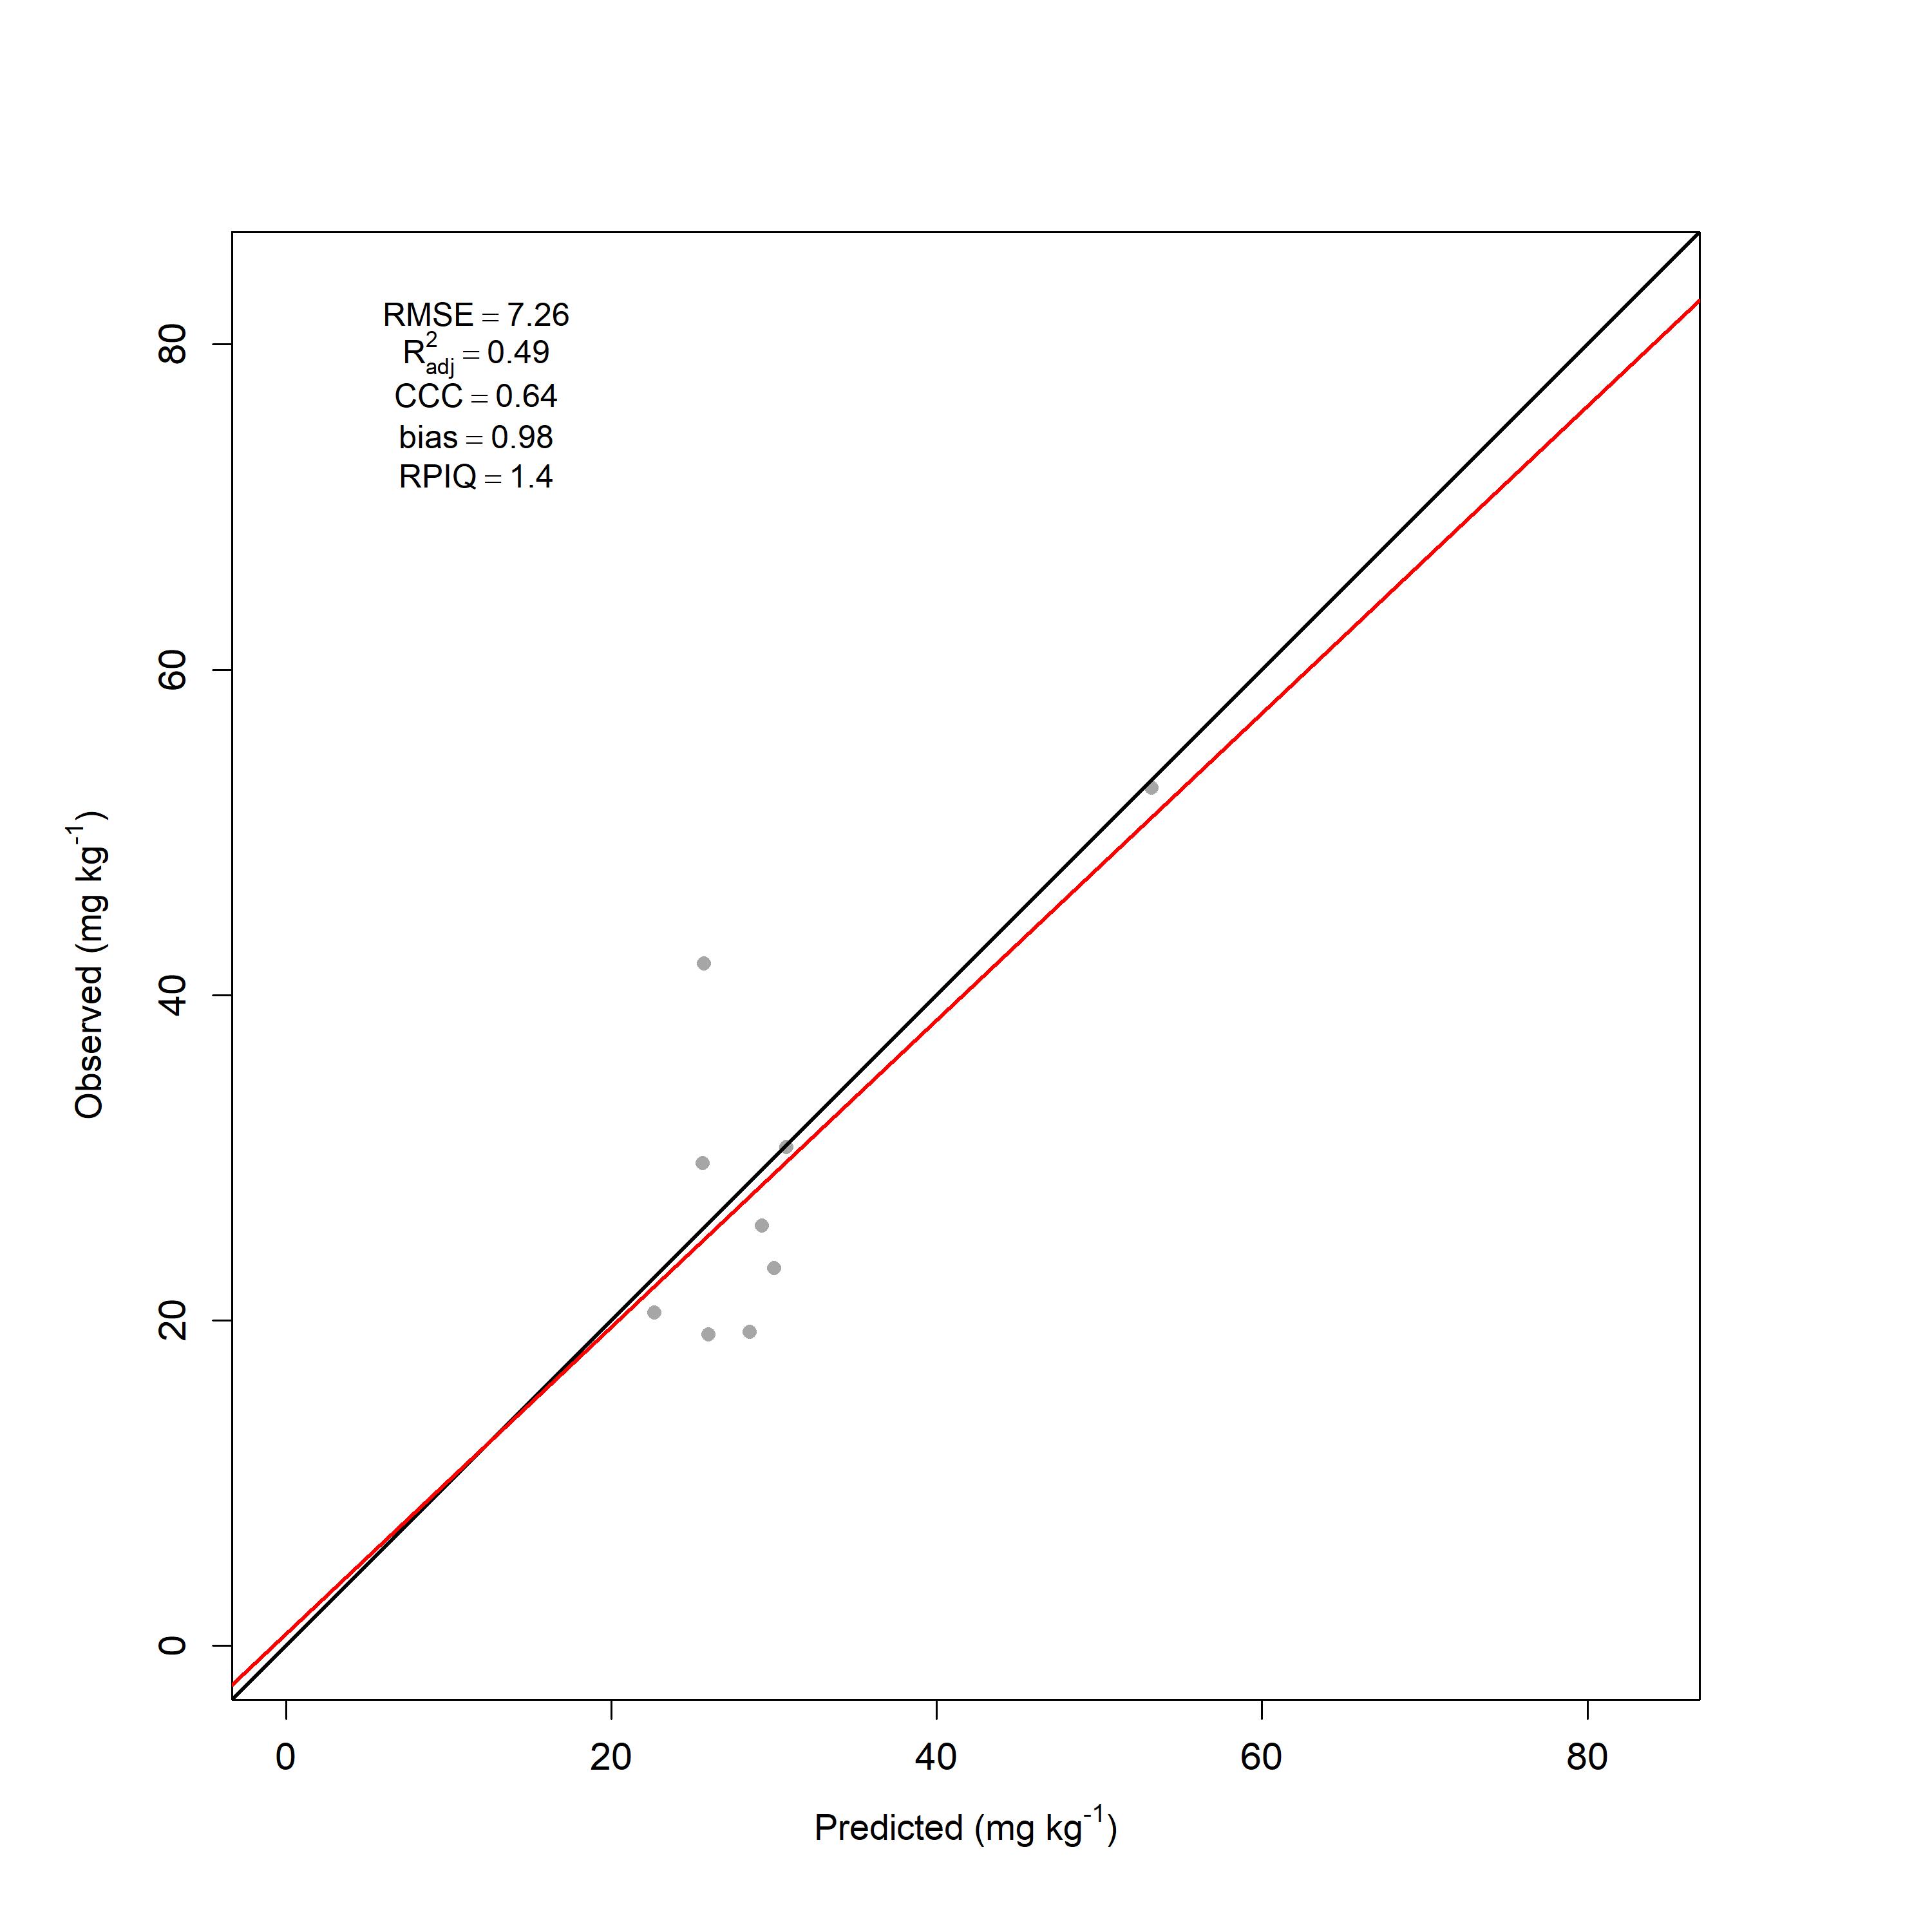 RMSE = 7.26
R²adj = 0.49
CCC = 0.64
bias = 0.98
RPIQ = 1.4
80
60
40
20
0
Observed (mg kg⁻¹)
0 20 40 60 80
Predicted (mg kg⁻¹)